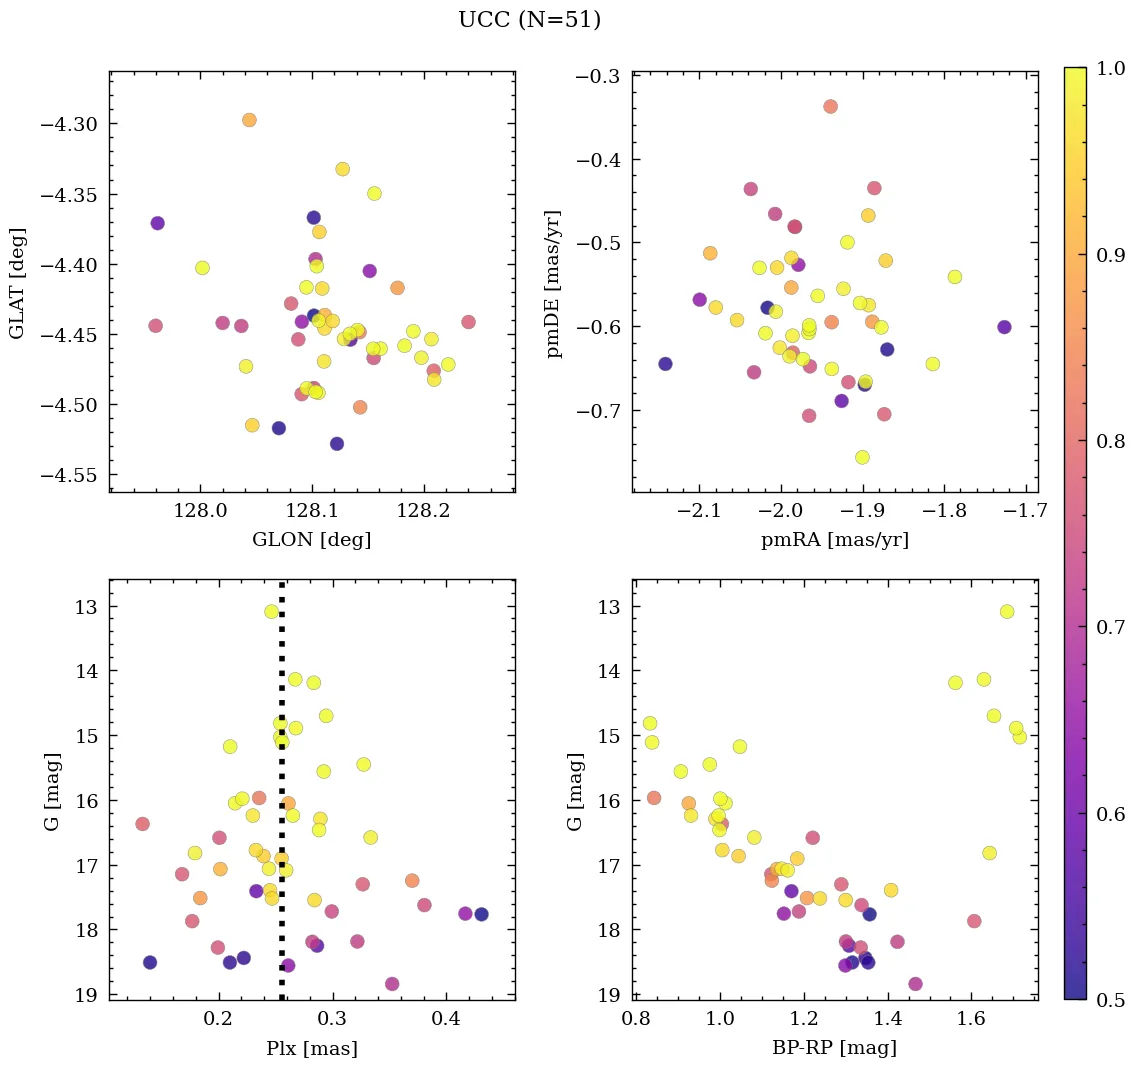 UCC (N=51)
−4.30
−4.35
−4.40
−4.45
−4.50
−4.55
GLAT [deg]
128.0 128.1 128.2
GLON [deg]
−0.3
−0.4
−0.5
−0.6
−0.7
pmDE [mas/yr]
−2.1 −2.0 −1.9 −1.8 −1.7
pmRA [mas/yr]
13
14
15
16
17
18
19
G [mag]
0.2 0.3 0.4
Plx [mas]
13
14
15
16
17
18
19
G [mag]
0.8 1.0 1.2 1.4 1.6
BP-RP [mag]
1.0
0.9
0.8
0.7
0.6
0.5